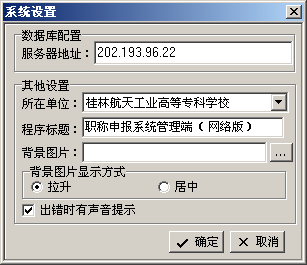 系统设置
数据库配置
服务器地址: 202.193.96.22
其他设置
所在单位: 桂林航天工业高等专科学校
程序标题: 职称申报系统管理端（网络版）
背景图片: ...
背景图片显示方式
拉升 居中
出错时有声音提示
确定 取消